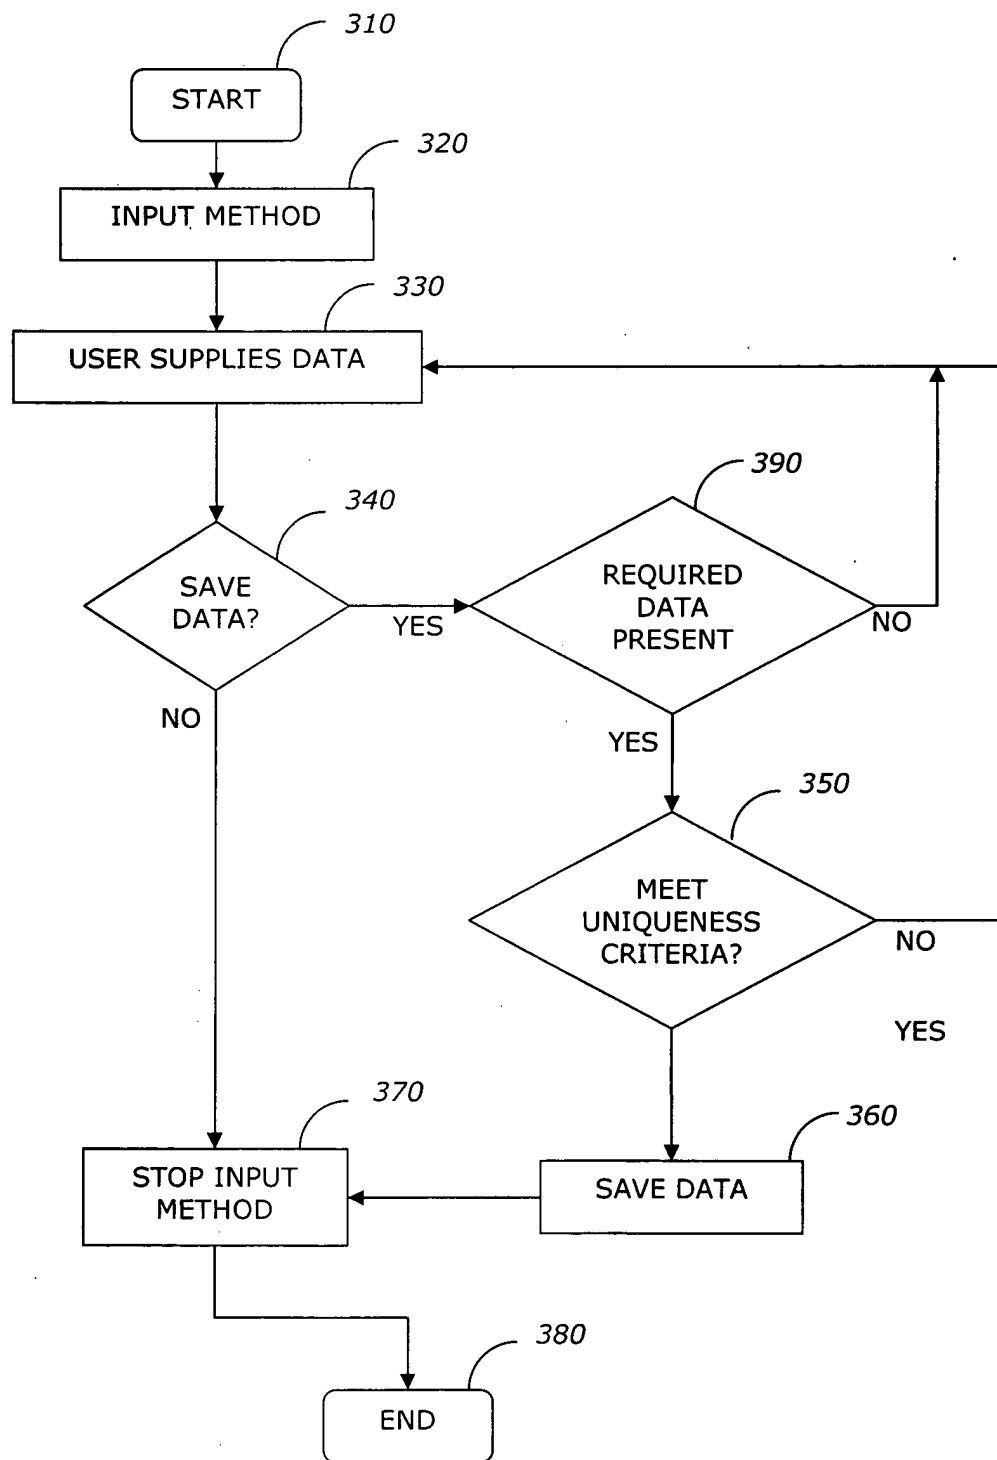 310
START
320
INPUT METHOD
330
USER SUPPLIES DATA
390
340
SAVE
DATA?
YES
REQUIRED
DATA
PRESENT
NO
NO
YES
350
MEET
UNIQUENESS
CRITERIA?
NO
YES
370
STOP INPUT
METHOD
360
SAVE DATA
380
END